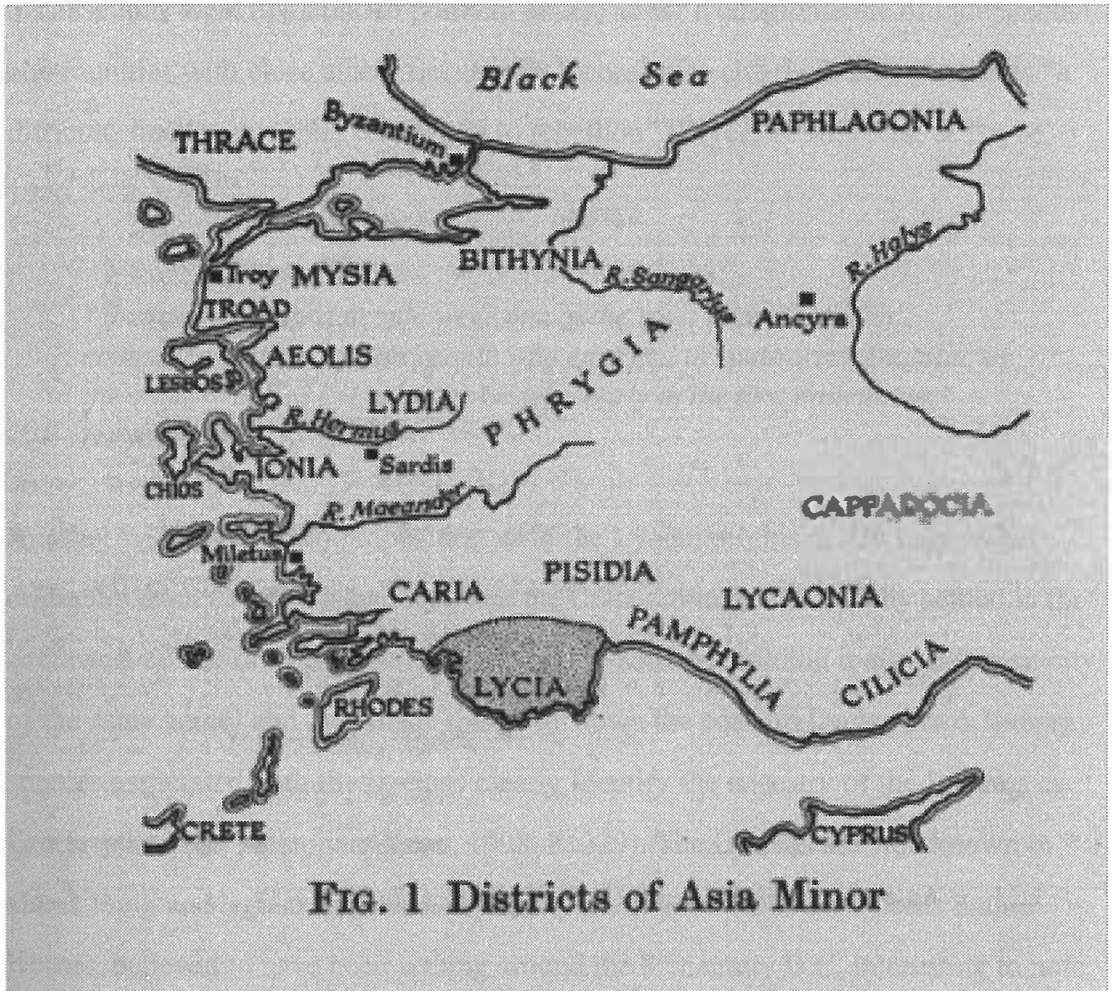 Black Sea
Byzantium
PAPHLAGONIA
THRACE
BITHYNIA
R. Halys
Troy MYSIA
R. Sangarius
TROAD
Ancyra
AEOLIS
LESBOS
LYDIA
PHRYGIA
R. Hermus
IONIA
Sardis
CHIOS
CAPPADOCIA
R. Maeander
Miletus
PISIDIA
CARIA
LYCAONIA
PAMPHYLIA
CILICIA
LYCIA
RHODES
CRETE
CYPRUS
FIG. 1 Districts of Asia Minor